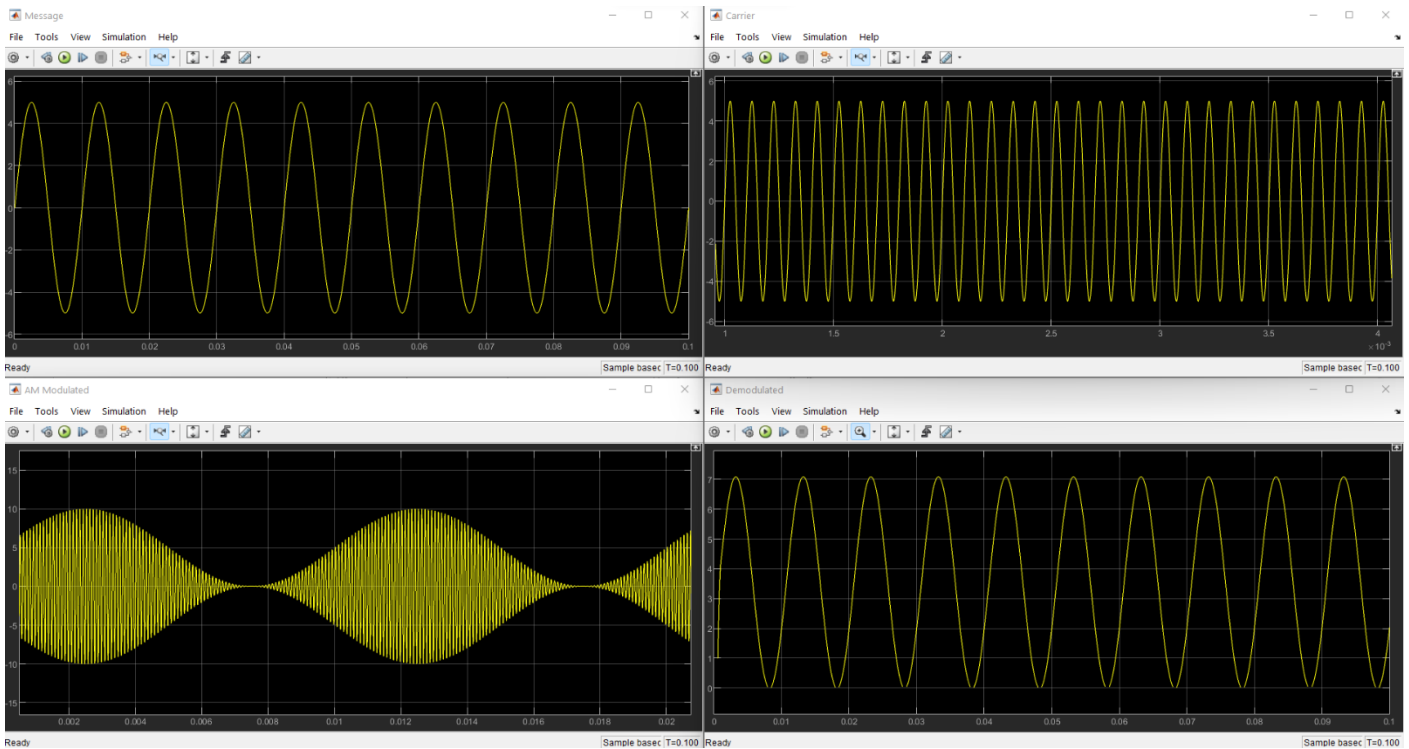 Message
File Tools View Simulation Help
6
4
2
0
-2
-4
-6
0 0.01 0.02 0.03 0.04 0.05 0.06 0.07 0.08 0.09 0.1
Ready Sample basec T=0.100
Carrier
File Tools View Simulation Help
6
4
2
0
-2
-4
-6
1 1.5 2 2.5 3 3.5 4
×10-3
Ready Sample basec T=0.100
AM Modulated
File Tools View Simulation Help
15
10
5
0
-5
-10
-15
0.002 0.004 0.006 0.008 0.01 0.012 0.014 0.016 0.018 0.02
Ready Sample basec T=0.100
Demodulated
File Tools View Simulation Help
7
6
5
4
3
2
1
0
0 0.01 0.02 0.03 0.04 0.05 0.06 0.07 0.08 0.09 0.1
Ready Sample basec T=0.100